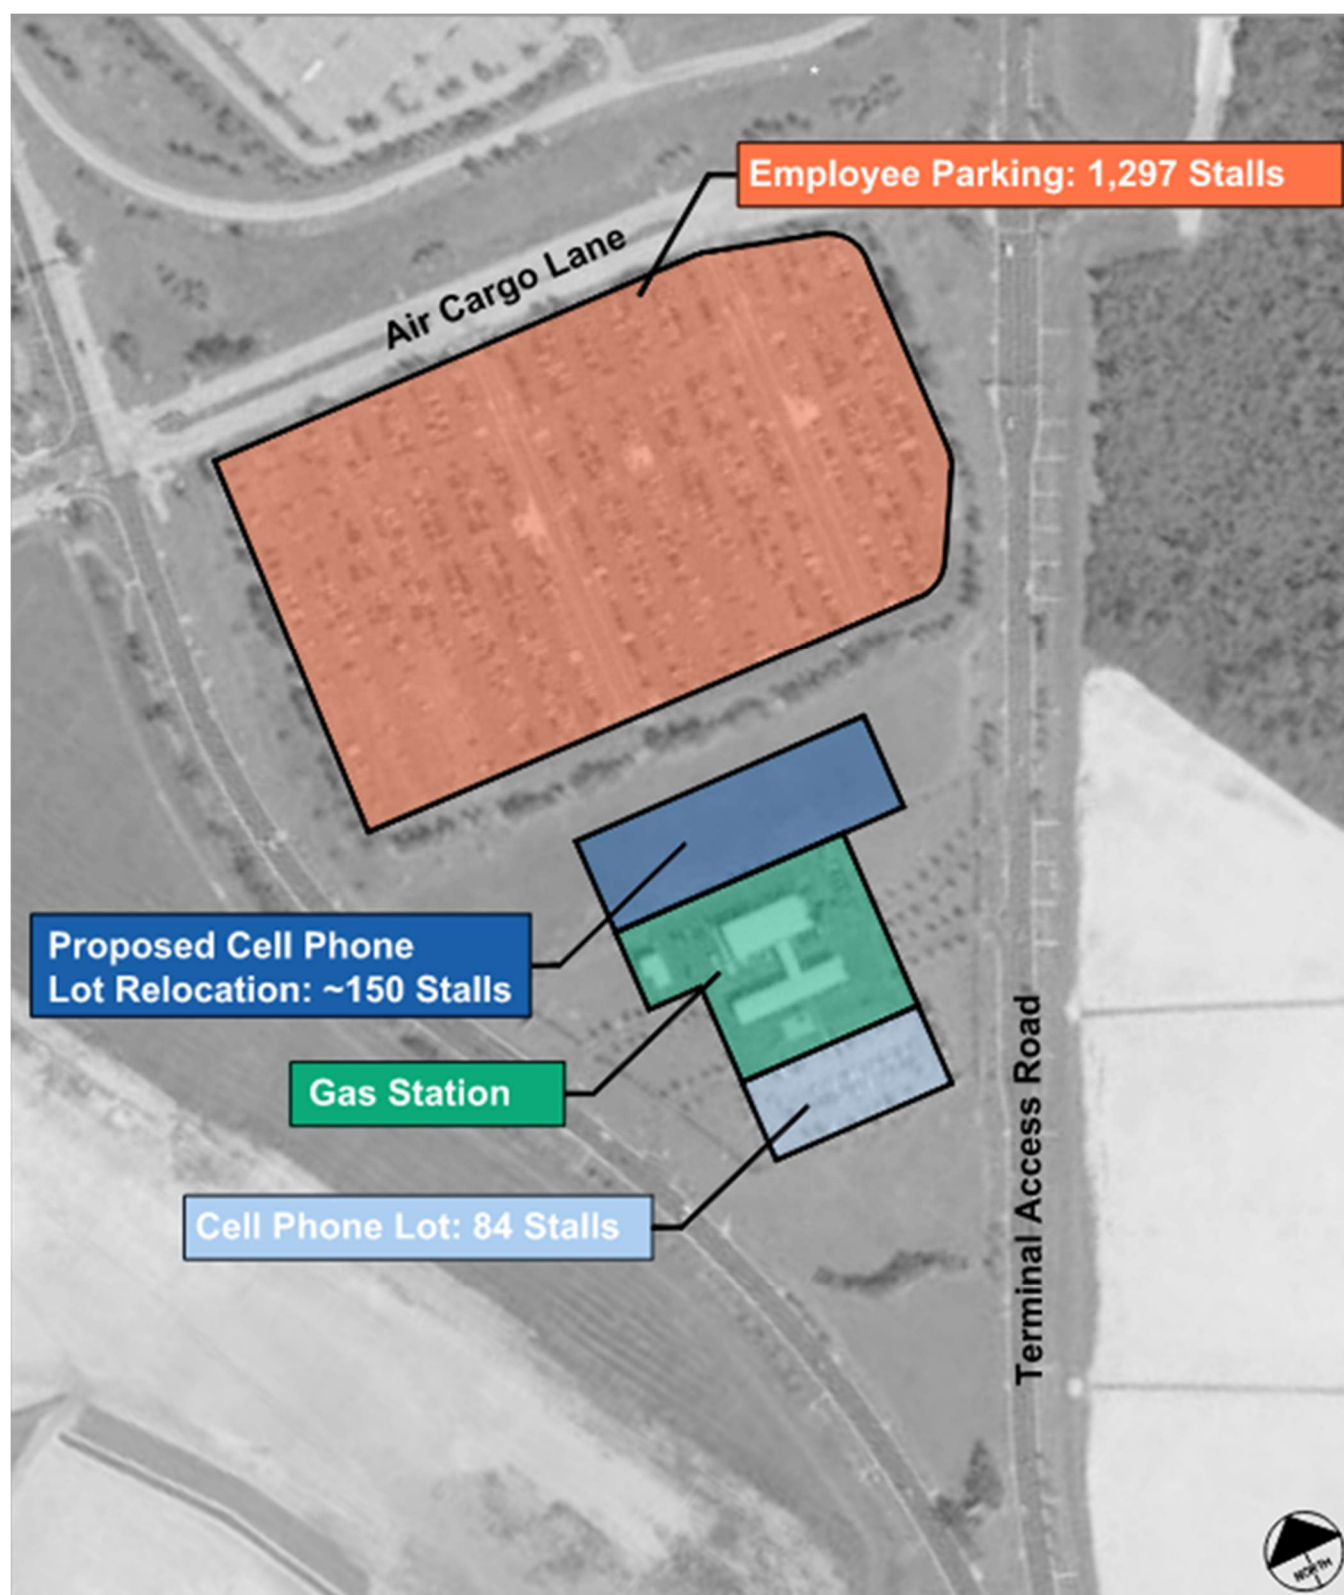 Employee Parking: 1,297 Stalls
Air Cargo Lane
Proposed Cell Phone
Lot Relocation: ~150 Stalls
Gas Station
Terminal Access Road
Cell Phone Lot: 84 Stalls
NORTH